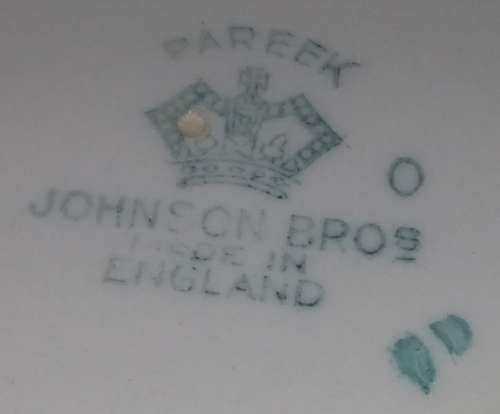 PAREEK
O
JOHNSON BROS
MADE IN
ENGLAND